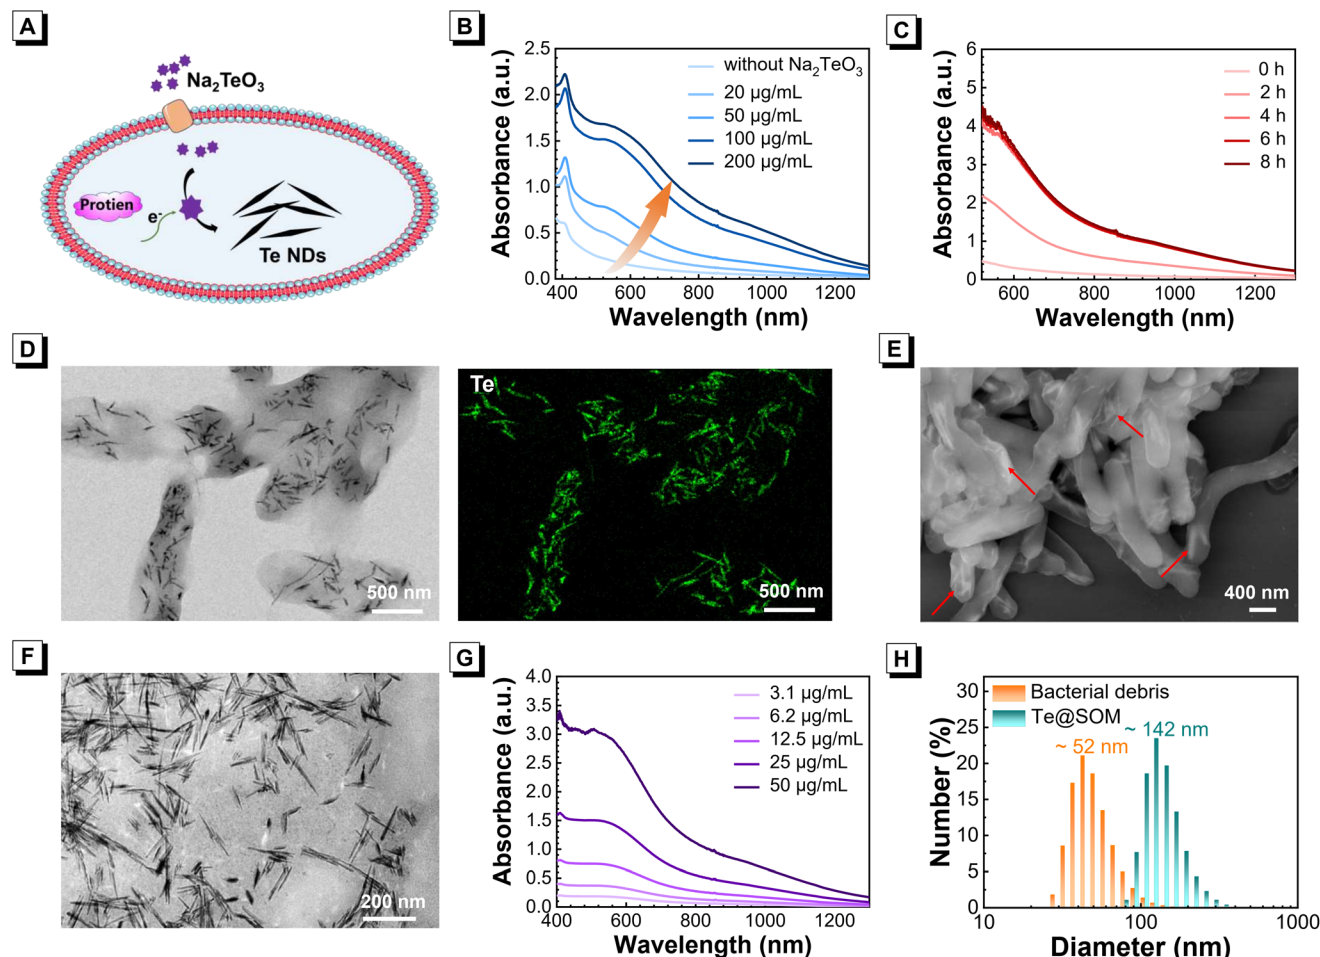 A
Na2TeO3
Protien
e-
Te NDs
B
Absorbance (a.u.)
2.5
2.0
1.5
1.0
0.5
0.0
without Na2TeO3
20 µg/mL
50 µg/mL
100 µg/mL
200 µg/mL
400 600 800 1000 1200
Wavelength (nm)
C
Absorbance (a.u.)
6
5
4
3
2
1
0
0 h
2 h
4 h
6 h
8 h
600 800 1000 1200
Wavelength (nm)
D
500 nm
Te
500 nm
E
400 nm
F
200 nm
G
Absorbance (a.u.)
4.0
3.5
3.0
2.5
2.0
1.5
1.0
0.5
0.0
3.1 µg/mL
6.2 µg/mL
12.5 µg/mL
25 µg/mL
50 µg/mL
400 600 800 1000 1200
Wavelength (nm)
H
Number (%)
30
25
20
15
10
5
0
Bacterial debris
Te@SOM
~ 52 nm
~ 142 nm
10 100 1000
Diameter (nm)